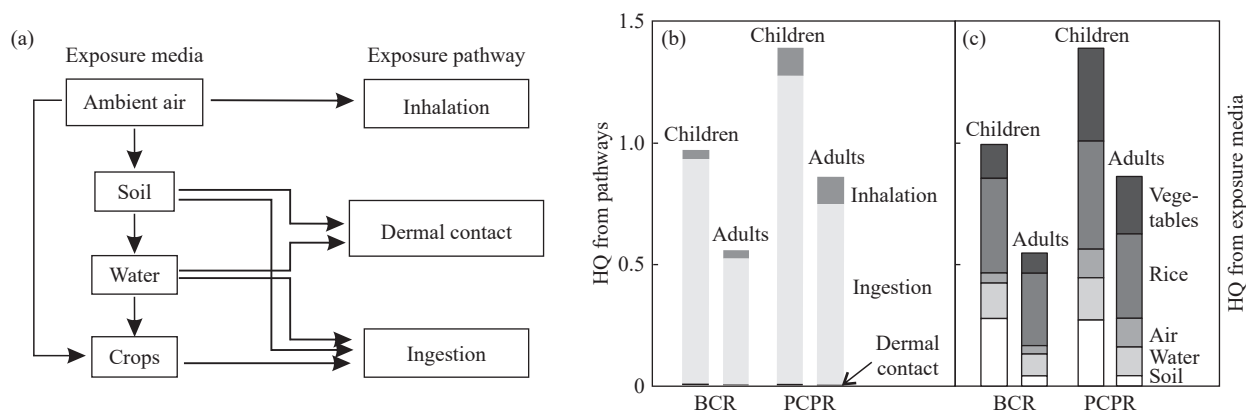 (a)
Exposure media
Exposure pathway
Ambient air
Inhalation
Soil
Dermal contact
Water
Crops
Ingestion
HQ from pathways
1.5
1.0
0.5
0
(b)
Children
Children
Adults
Adults
Inhalation
Ingestion
Dermal
contact
BCR
PCPR
(c)
Children
Children
Adults
Adults
Vege-
tables
Rice
Air
Water
Soil
BCR
PCPR
HQ from exposure media